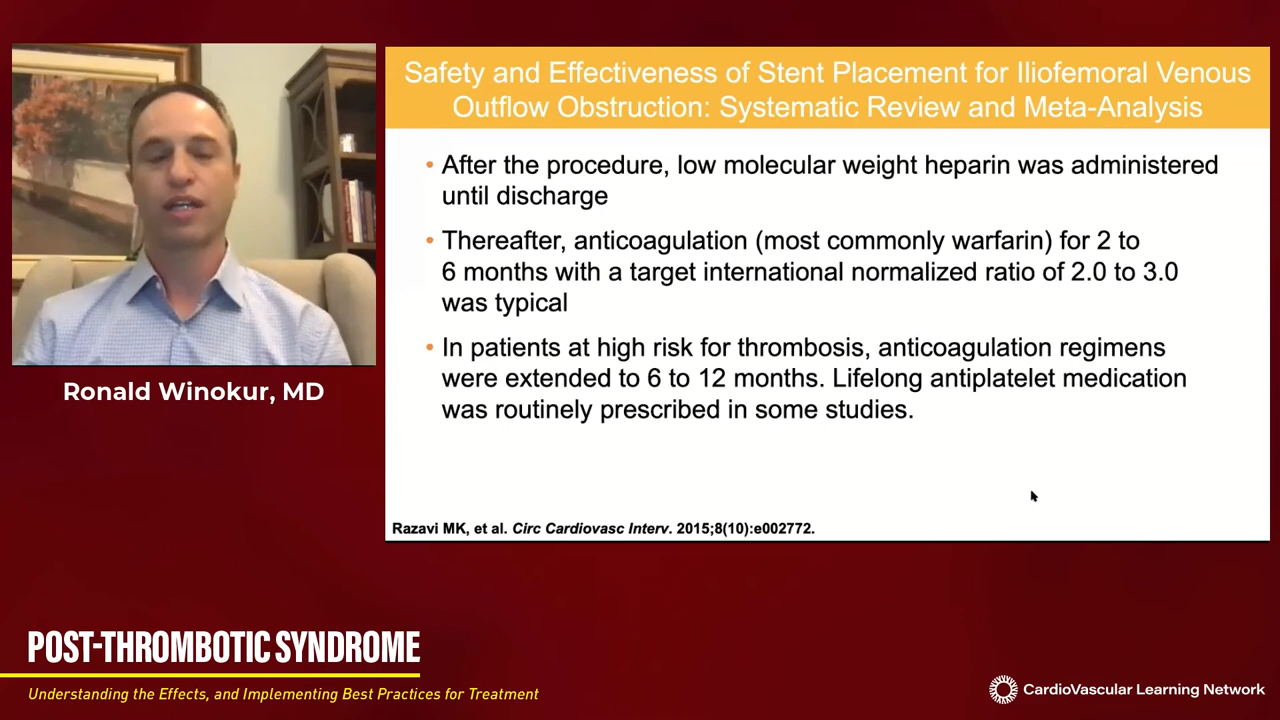 Safety and Effectiveness of Stent Placement for Iliofemoral Venous
Outflow Obstruction: Systematic Review and Meta-Analysis
• After the procedure, low molecular weight heparin was administered
until discharge
• Thereafter, anticoagulation (most commonly warfarin) for 2 to
6 months with a target international normalized ratio of 2.0 to 3.0
was typical
• In patients at high risk for thrombosis, anticoagulation regimens
were extended to 6 to 12 months. Lifelong antiplatelet medication
was routinely prescribed in some studies.
Razavi MK, et al. Circ Cardiovasc Interv. 2015;8(10):e002772.
Ronald Winokur, MD
POST-THROMBOTIC SYNDROME
Understanding the Effects, and Implementing Best Practices for Treatment
CardioVascular Learning Network